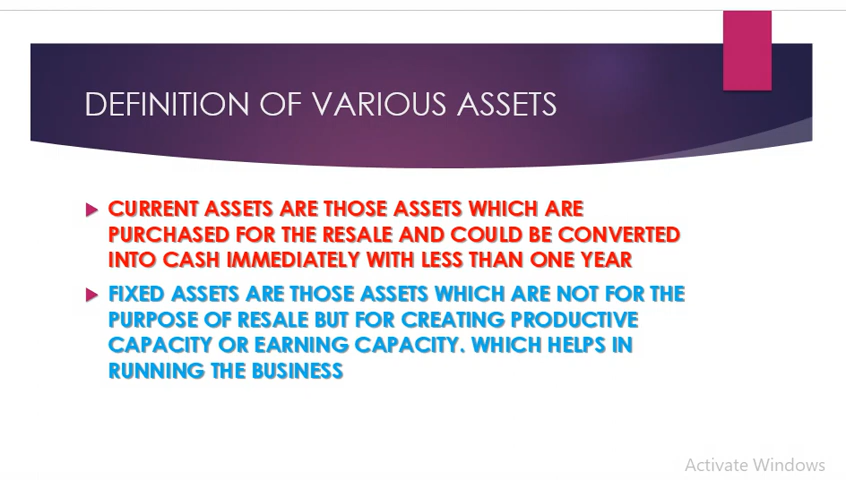 DEFINITION OF VARIOUS ASSETS
CURRENT ASSETS ARE THOSE ASSETS WHICH ARE
PURCHASED FOR THE RESALE AND COULD BE CONVERTED
INTO CASH IMMEDIATELY WITH LESS THAN ONE YEAR
FIXED ASSETS ARE THOSE ASSETS WHICH ARE NOT FOR THE
PURPOSE OF RESALE BUT FOR CREATING PRODUCTIVE
CAPACITY OR EARNING CAPACITY. WHICH HELPS IN
RUNNING THE BUSINESS
Activate Windows